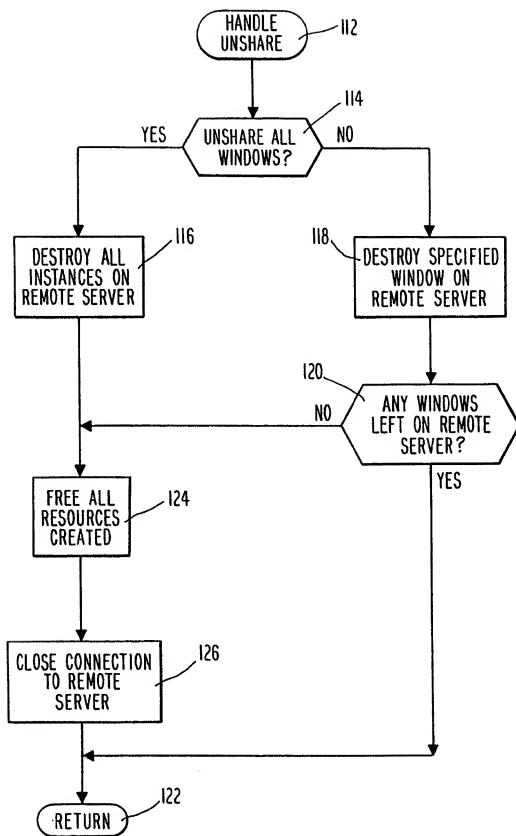 HANDLE
UNSHARE
112
114
UNSHARE ALL
WINDOWS?
YES
NO
116
DESTROY ALL
INSTANCES ON
REMOTE SERVER
118
DESTROY SPECIFIED
WINDOW ON
REMOTE SERVER
120
ANY WINDOWS
LEFT ON REMOTE
SERVER?
NO
YES
FREE ALL
RESOURCES
CREATED
124
CLOSE CONNECTION
TO REMOTE
SERVER
126
RETURN
122